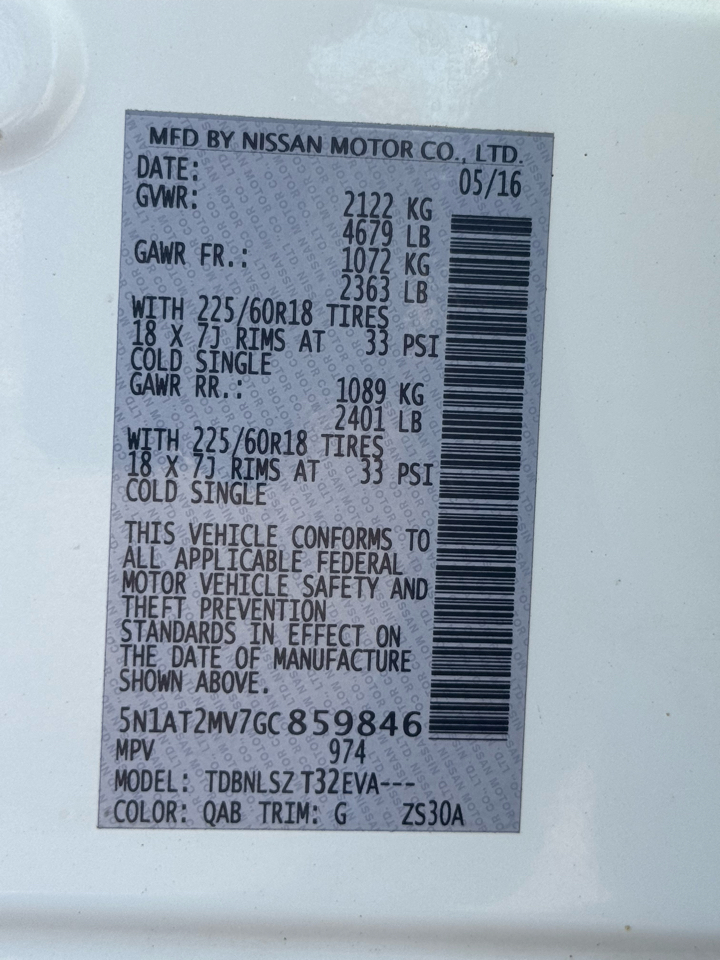 MFD BY NISSAN MOTOR CO., LTD.
DATE: 05/16
GVWR: 2122 KG
4679 LB
GAWR FR.: 1072 KG
2363 LB
WITH 225/60R18 TIRES
18 X 7J RIMS AT 33 PSI
COLD SINGLE
GAWR RR.: 1089 KG
2401 LB
WITH 225/60R18 TIRES
18 X 7J RIMS AT 33 PSI
COLD SINGLE
THIS VEHICLE CONFORMS TO
ALL APPLICABLE FEDERAL
MOTOR VEHICLE SAFETY AND
THEFT PREVENTION
STANDARDS IN EFFECT ON
THE DATE OF MANUFACTURE
SHOWN ABOVE.
5N1AT2MV7GC859846
MPV 974
MODEL: TDBNLSZ T32EVA---
COLOR: QAB TRIM: G ZS30A